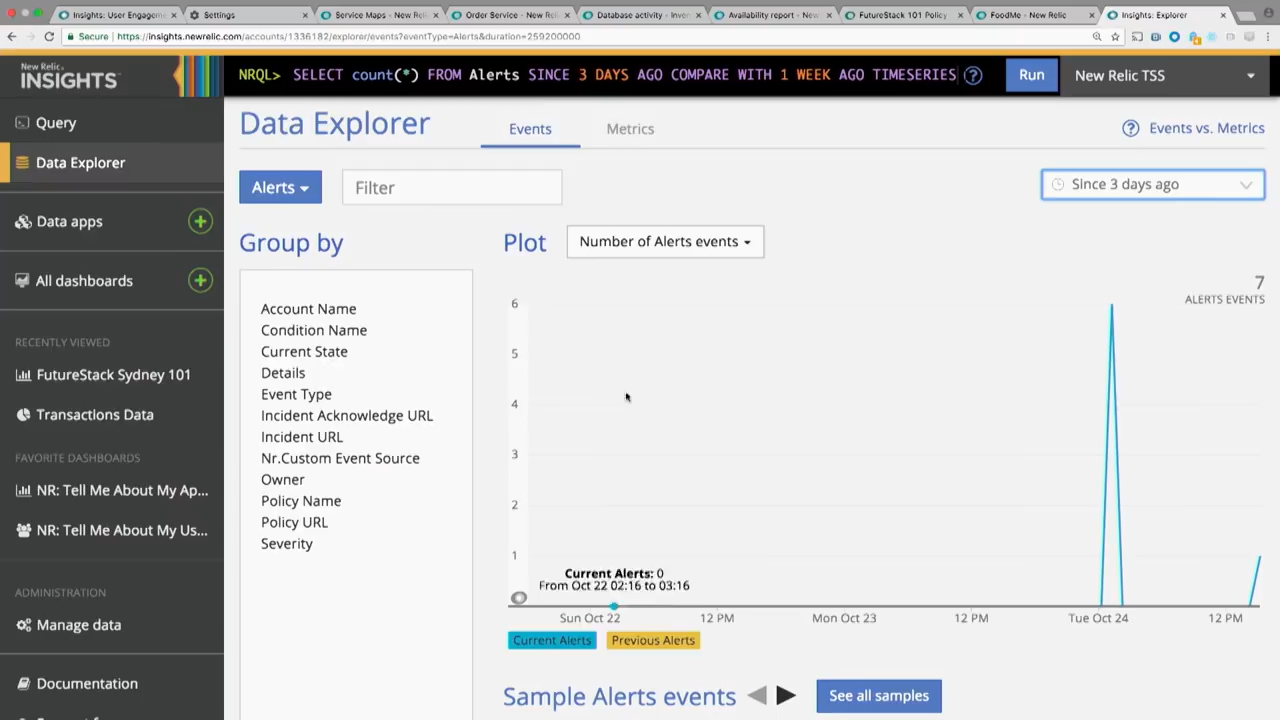 Insights: User Engagem
Settings
Service Maps - New Reli
Order Service - New Reli
Database activity - Inven
Availability report - New
FutureStack 101 Policy
FoodMe - New Relic
Insights: Explorer
Secure | https://insights.newrelic.com/accounts/1336182/explorer/events?eventType=Alerts&duration=259200000
New Relic
INSIGHTS
NRQL> SELECT count(*) FROM Alerts SINCE 3 DAYS AGO COMPARE WITH 1 WEEK AGO TIMESERIES
?
Run
New Relic TSS
Query
Data Explorer
Data apps
All dashboards
RECENTLY VIEWED
FutureStack Sydney 101
Transactions Data
FAVORITE DASHBOARDS
NR: Tell Me About My Ap...
NR: Tell Me About My Us...
ADMINISTRATION
Manage data
Documentation
Data Explorer
Events
Metrics
? Events vs. Metrics
Alerts
Filter
Since 3 days ago
Group by
Account Name
Condition Name
Current State
Details
Event Type
Incident Acknowledge URL
Incident URL
Nr.Custom Event Source
Owner
Policy Name
Policy URL
Severity
Plot
Number of Alerts events
7
ALERTS EVENTS
6
5
4
3
2
1
Current Alerts: 0
From Oct 22 02:16 to 03:16
Sun Oct 22
12 PM
Mon Oct 23
12 PM
Tue Oct 24
12 PM
Current Alerts
Previous Alerts
Sample Alerts events
See all samples